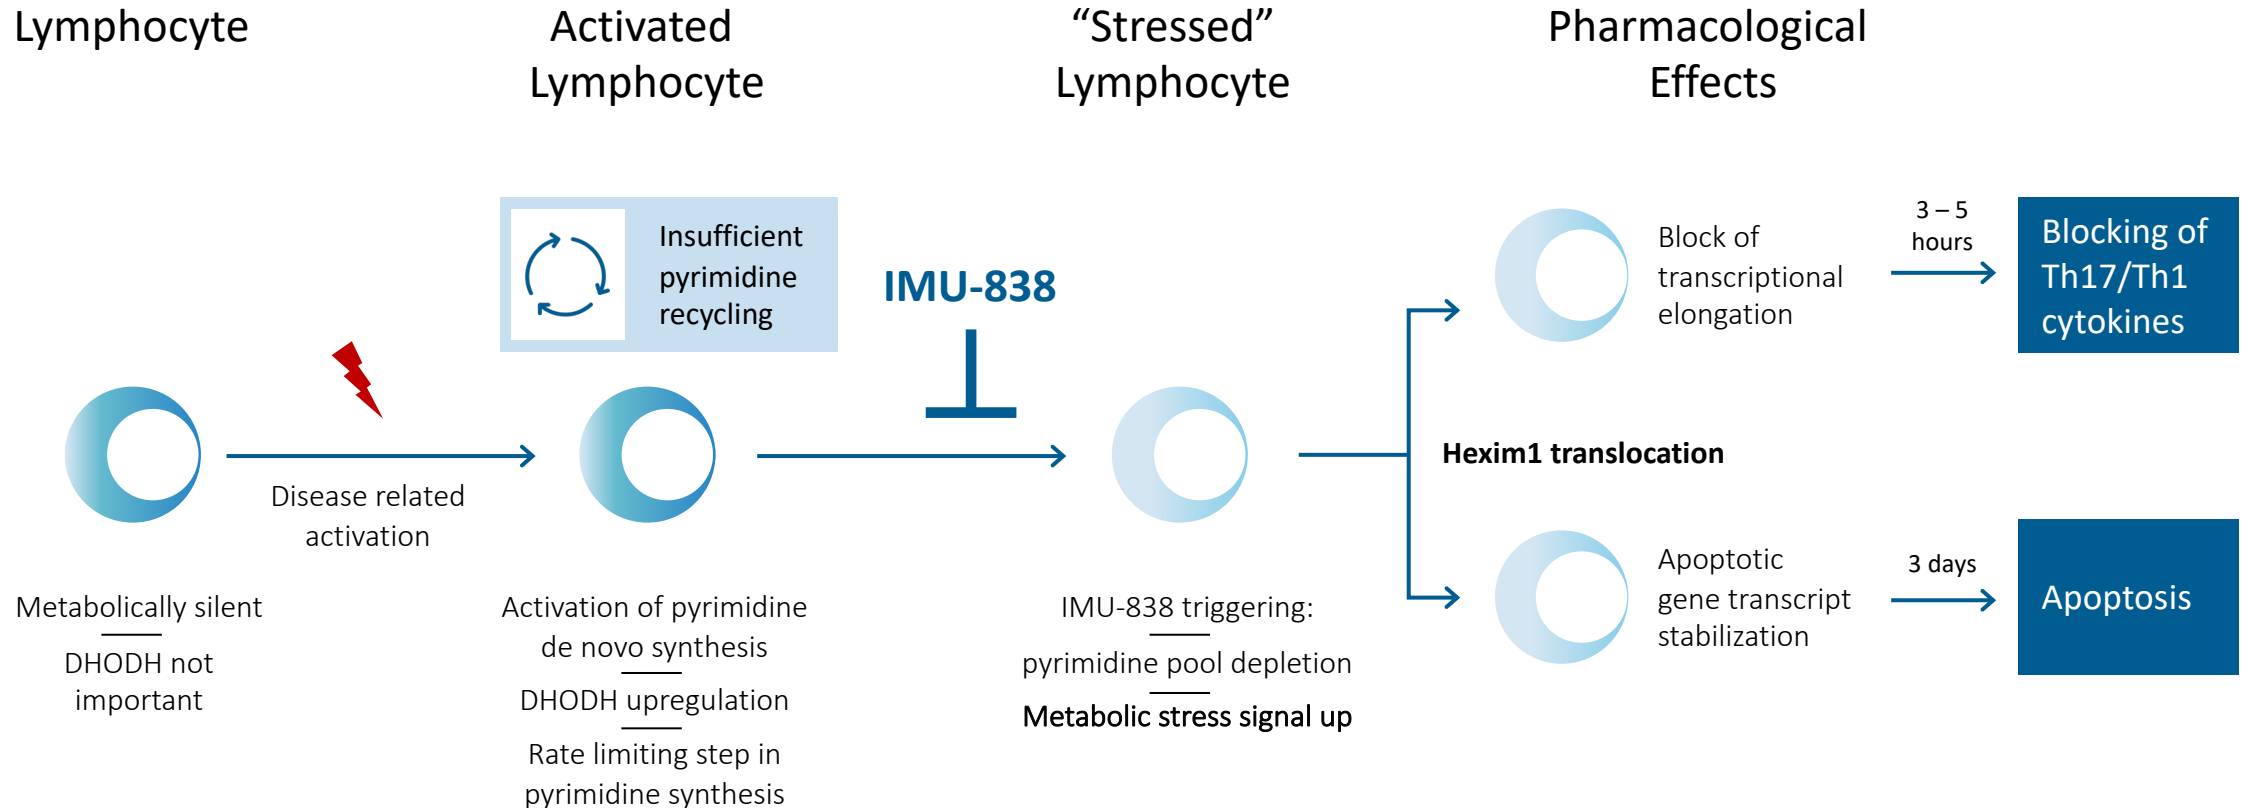 Lymphocyte
Activated
Lymphocyte
“Stressed”
Lymphocyte
Pharmacological
Effects
Insufficient
pyrimidine
recycling
IMU-838
Disease related
activation
Metabolically silent
DHODH not
important
Activation of pyrimidine
de novo synthesis
DHODH upregulation
Rate limiting step in
pyrimidine synthesis
IMU-838 triggering:
pyrimidine pool depletion
Metabolic stress signal up
Hexim1 translocation
Block of
transcriptional
elongation
3 – 5
hours
Blocking of
Th17/Th1
cytokines
Apoptotic
gene transcript
stabilization
3 days
Apoptosis